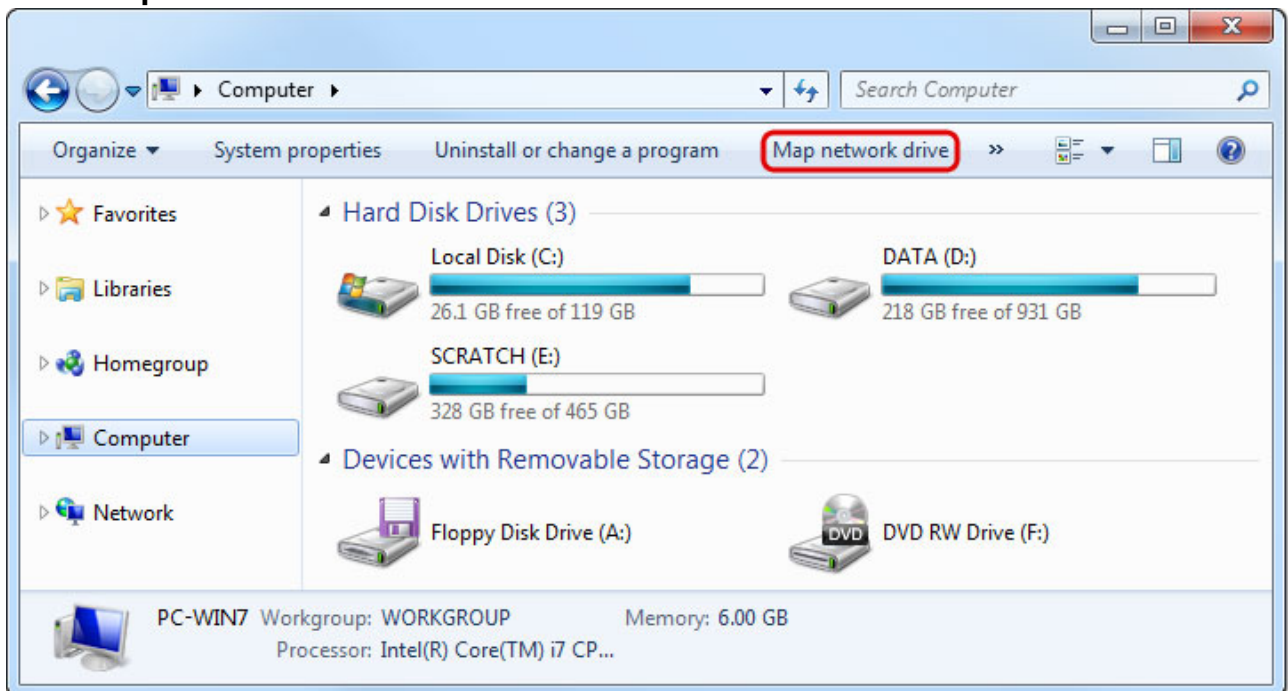 Computer
Search Computer
Organize System properties Uninstall or change a program Map network drive »
Favorites
Libraries
Homegroup
Computer
Network
Hard Disk Drives (3)
Local Disk (C:)
26.1 GB free of 119 GB
DATA (D:)
218 GB free of 931 GB
SCRATCH (E:)
328 GB free of 465 GB
Devices with Removable Storage (2)
Floppy Disk Drive (A:)
DVD
DVD RW Drive (F:)
PC-WIN7 Workgroup: WORKGROUP Memory: 6.00 GB
Processor: Intel(R) Core(TM) i7 CP...